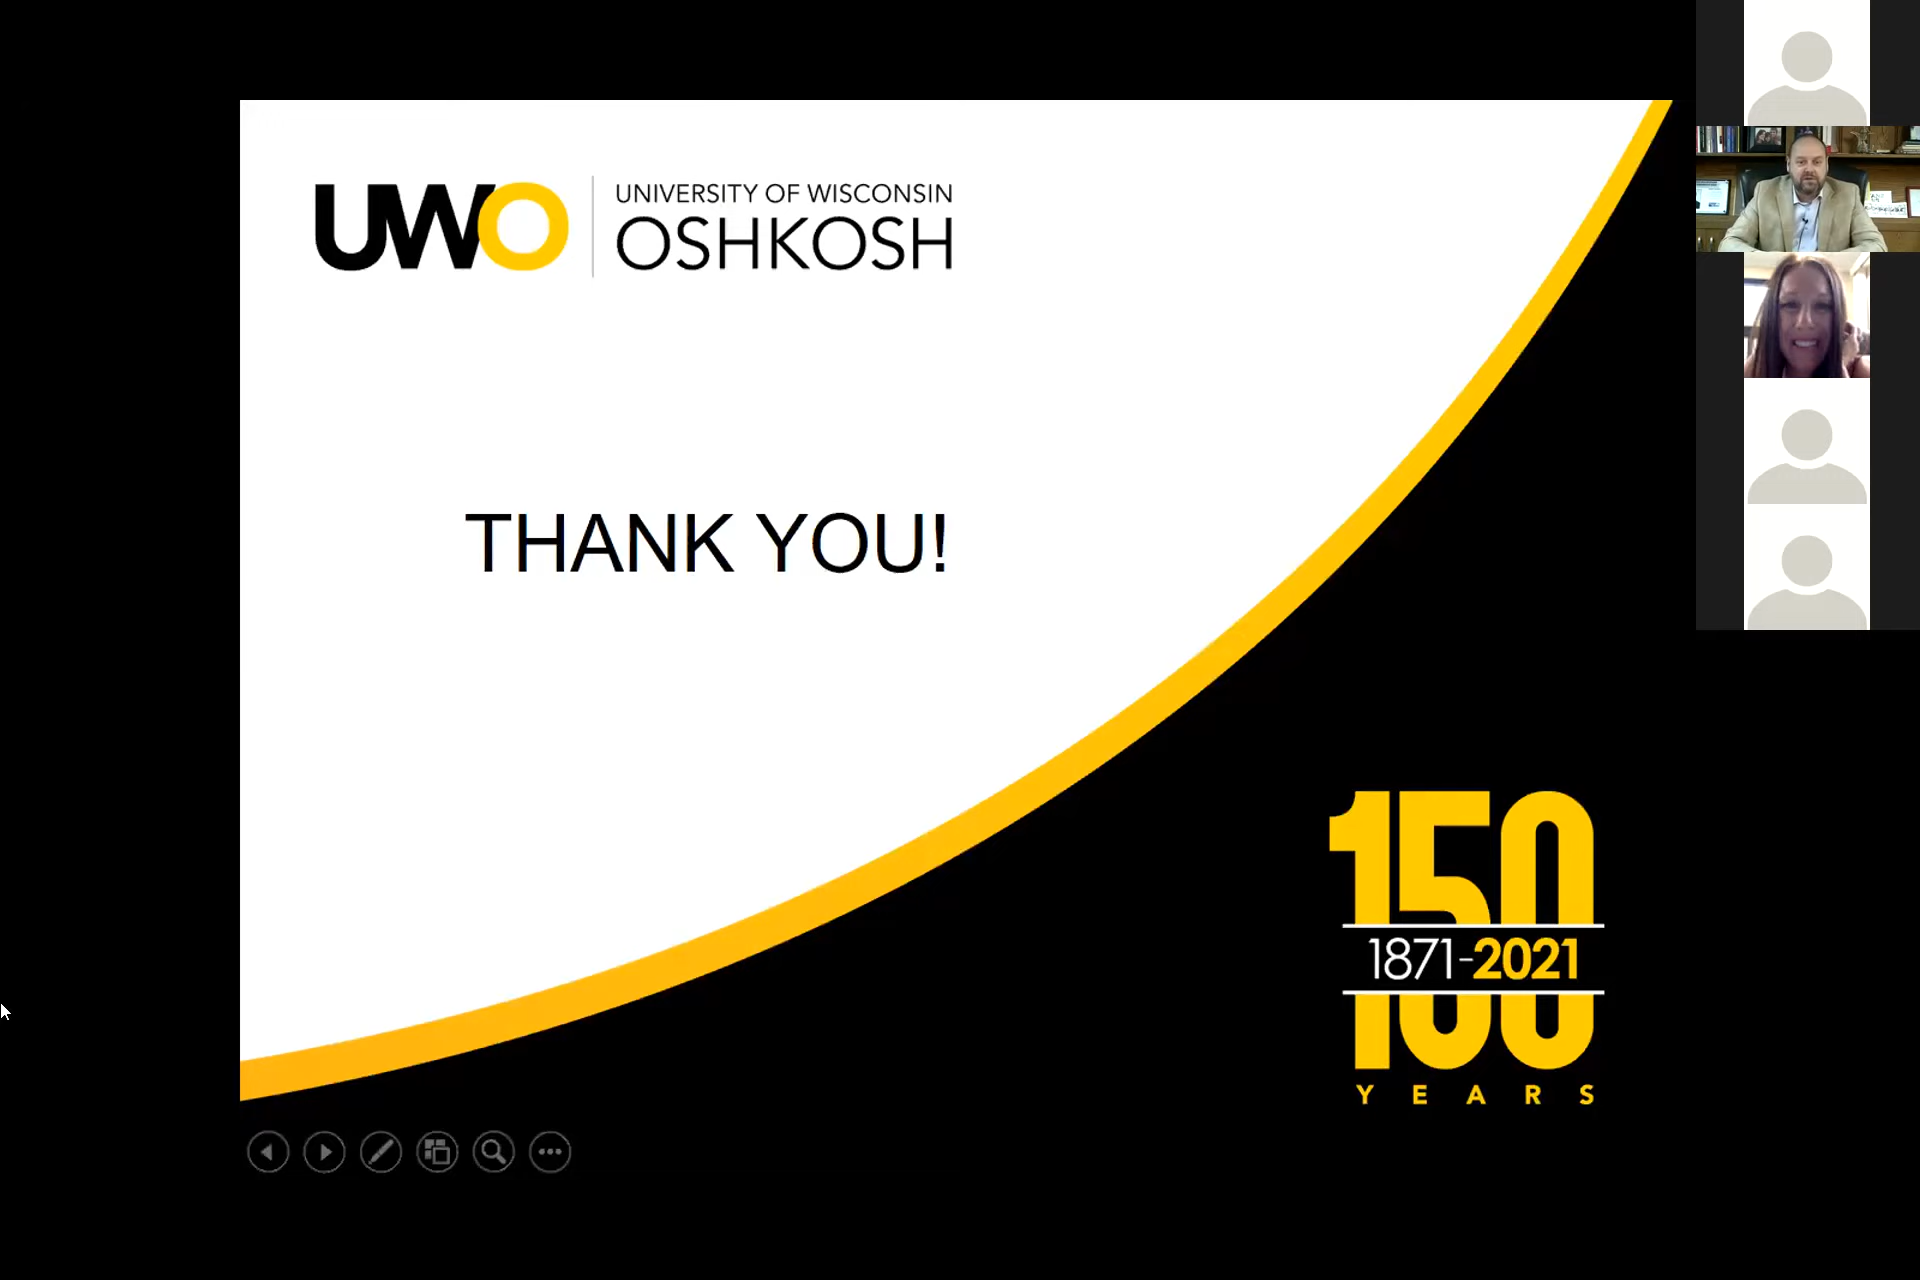 UWO
UNIVERSITY OF WISCONSIN
OSHKOSH
THANK YOU!
150
1871-2021
YEARS